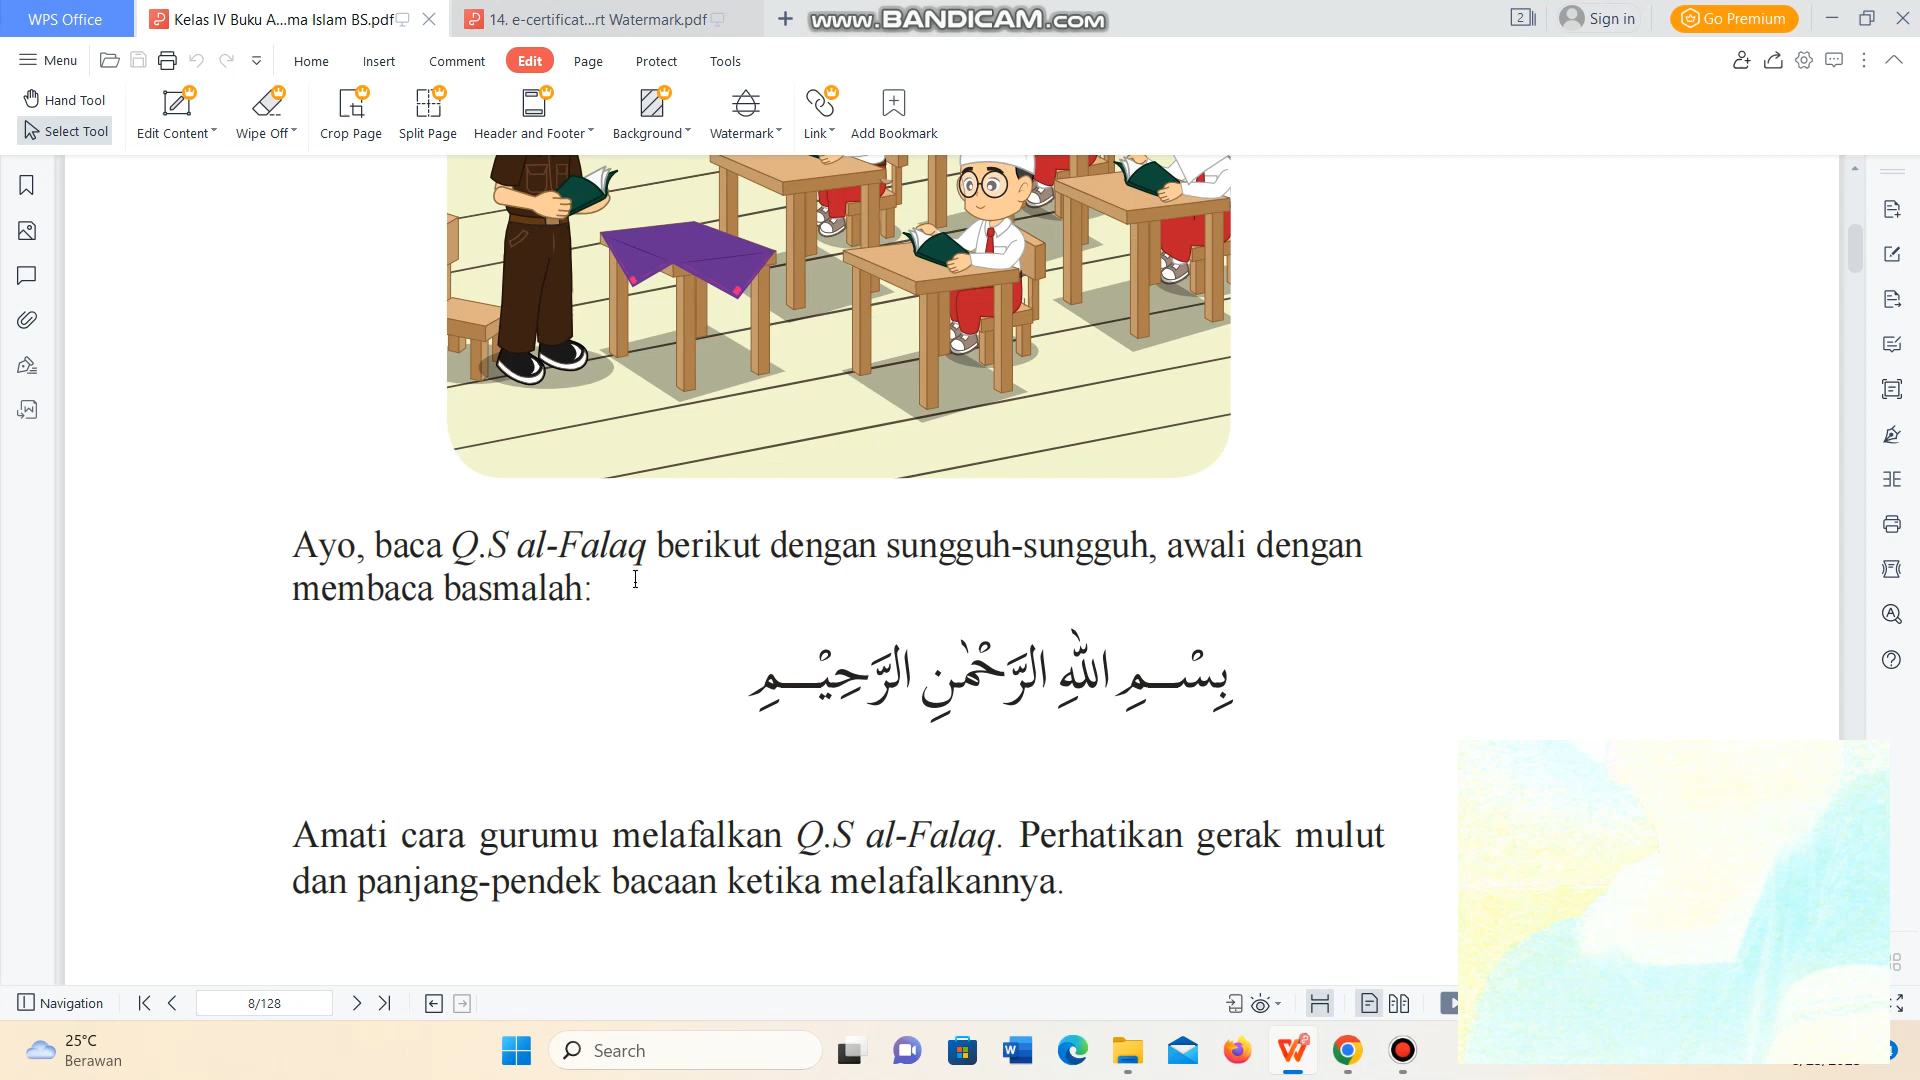 WPS Office
Kelas IV Buku A...ma Islam BS.pdf
14. e-certificat...rt Watermark.pdf
www.BANDICAM.com
2
Sign in
Go Premium
Menu
Home
Insert
Comment
Edit
Page
Protect
Tools
Hand Tool
Select Tool
Edit Content
Wipe Off
Crop Page
Split Page
Header and Footer
Background
Watermark
Link
Add Bookmark
Ayo, baca Q.S al-Falaq berikut dengan sungguh-sungguh, awali dengan
membaca basmalah:
بِسْــمِ اللهِ الرَّحْمٰنِ الرَّحِيْــمِ
Amati cara gurumu melafalkan Q.S al-Falaq. Perhatikan gerak mulut
dan panjang-pendek bacaan ketika melafalkannya.
Navigation
8/128
25°C
Berawan
Search